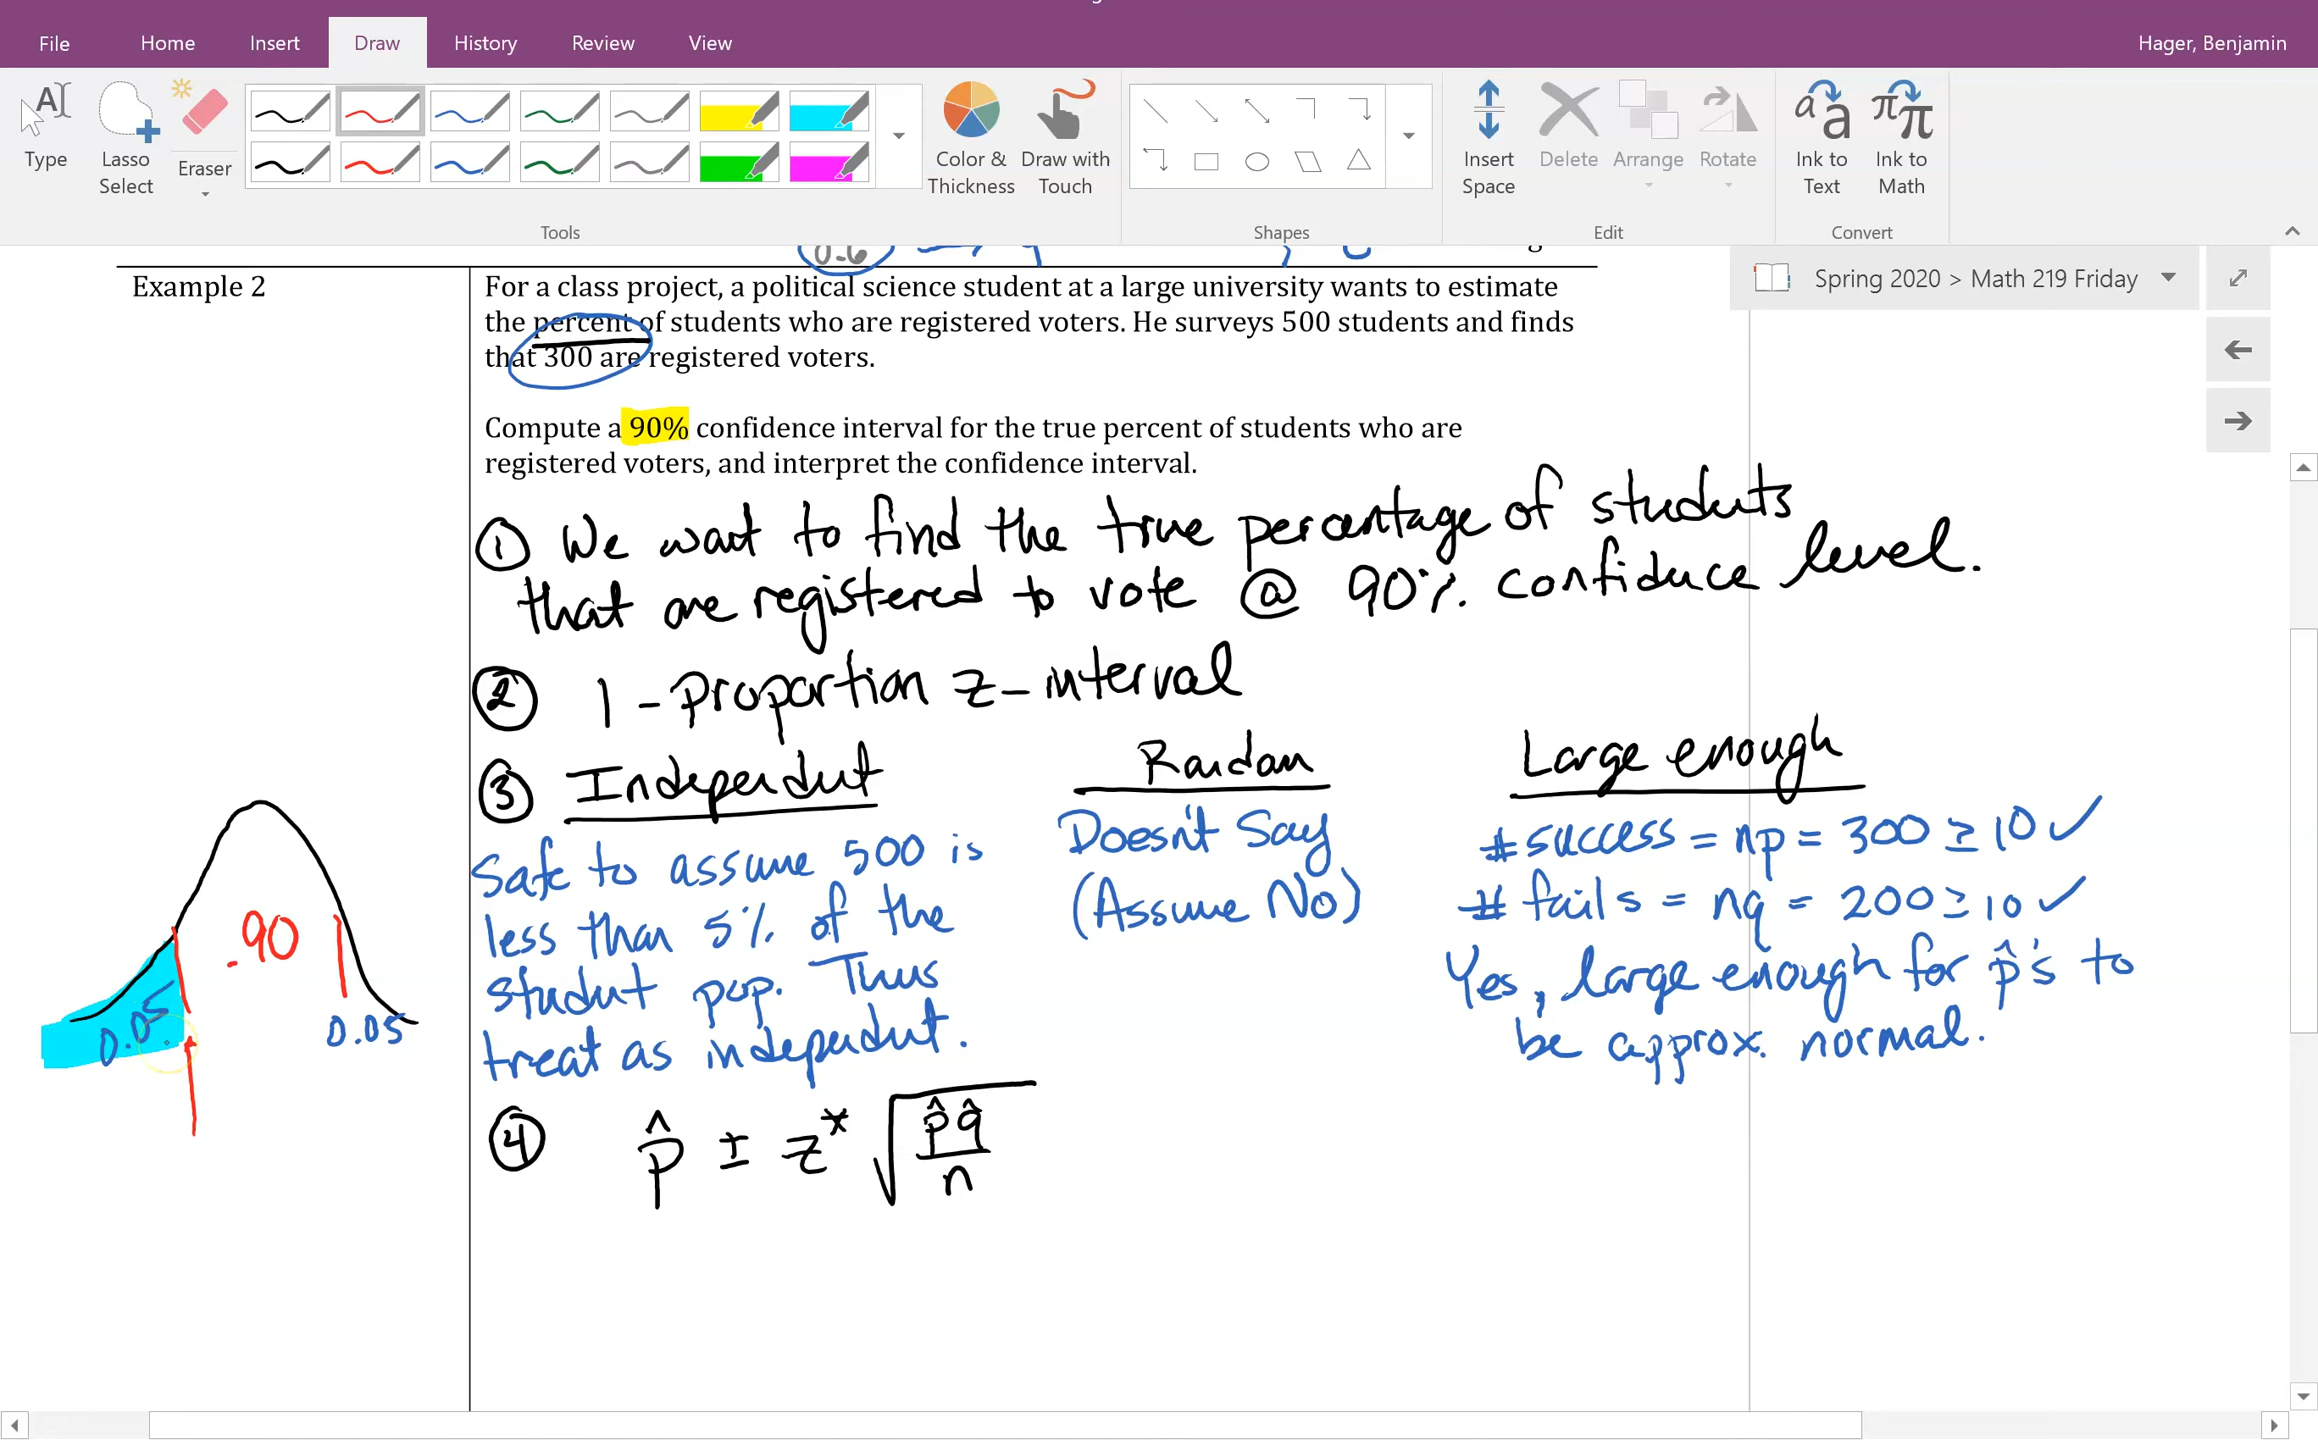 File Home Insert Draw History Review View Hager, Benjamin
Type Lasso Select Eraser Color & Thickness Draw with Touch Insert Space Delete Arrange Rotate Ink to Text Ink to Math
Tools Shapes Edit Convert
0.6
Spring 2020 > Math 219 Friday
Example 2
For a class project, a political science student at a large university wants to estimate
the percent of students who are registered voters. He surveys 500 students and finds
that 300 are registered voters.
Compute a 90% confidence interval for the true percent of students who are
registered voters, and interpret the confidence interval.
① We want to find the true percentage of students
that are registered to vote @ 90% confidence level.
② 1-proportion z-interval
③ Independent
Safe to assume 500 is
less than 5% of the
student pop. Thus
treat as independent.
Random
Doesn't Say
(Assume No)
Large enough
# success = np = 300 ≥ 10 ✓
# fails = nq = 200 ≥ 10 ✓
Yes, large enough for p̂'s to
be approx. normal.
④ p̂ ± z* √(p̂q̂/n)
.90
0.05
0.05